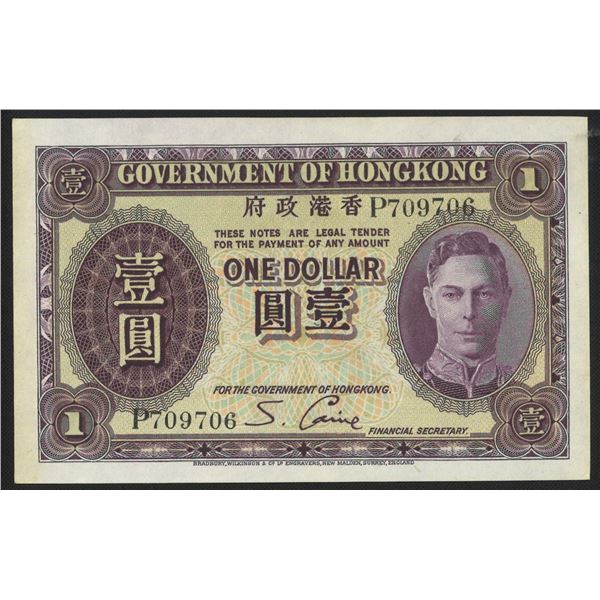 壹 GOVERNMENT OF HONGKONG 1
府政港香 P709706
THESE NOTES ARE LEGAL TENDER
FOR THE PAYMENT OF ANY AMOUNT
ONE DOLLAR
圓壹
壹
圓
FOR THE GOVERNMENT OF HONGKONG.
1 P709706 S. Caine 壹
FINANCIAL SECRETARY.
BRADBURY, WILKINSON & Co Ld ENGRAVERS, NEW MALDEN, SURREY, ENGLAND